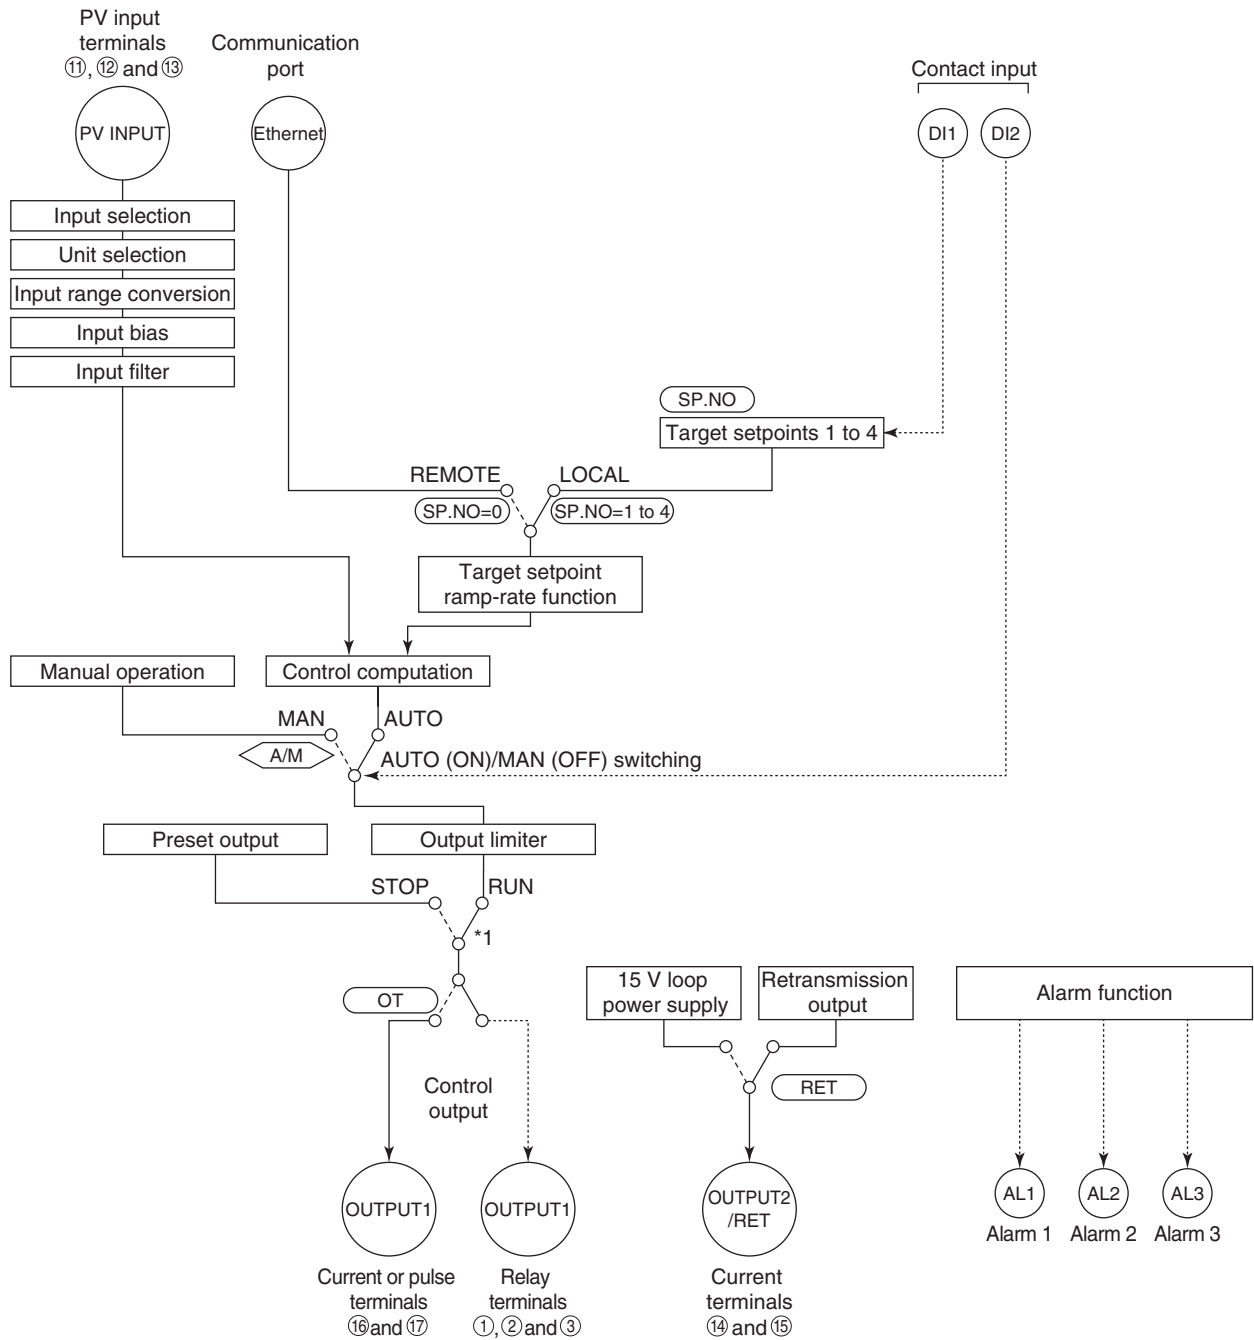 PV input
terminals
⑪, ⑫ and ⑬
Communication
port
Contact input
PV INPUT
Ethernet
DI1
DI2
Input selection
Unit selection
Input range conversion
Input bias
Input filter
SP.NO
Target setpoints 1 to 4
REMOTE
LOCAL
SP.NO=0
SP.NO=1 to 4
Target setpoint
ramp-rate function
Manual operation
Control computation
MAN
AUTO
A/M
AUTO (ON)/MAN (OFF) switching
Preset output
Output limiter
STOP
RUN
*1
OT
15 V loop
power supply
Retransmission
output
Alarm function
RET
Control
output
OUTPUT1
OUTPUT1
OUTPUT2
/RET
AL1
AL2
AL3
Alarm 1
Alarm 2
Alarm 3
Current or pulse
terminals
⑯ and ⑰
Relay
terminals
①, ② and ③
Current
terminals
⑭ and ⑮